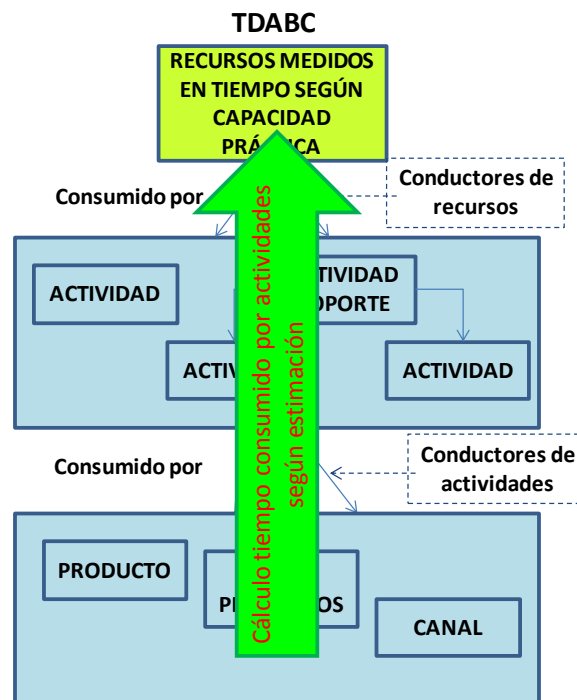 TDABC
RECURSOS MEDIDOS
EN TIEMPO SEGÚN
CAPACIDAD
Consumido por
Conductores de
recursos
ACTIVIDAD
ACTIVIDAD
Cálculo tiempo consumido por actividades
según estimación
Consumido por
Conductores de
actividades
PRODUCTO
CANAL